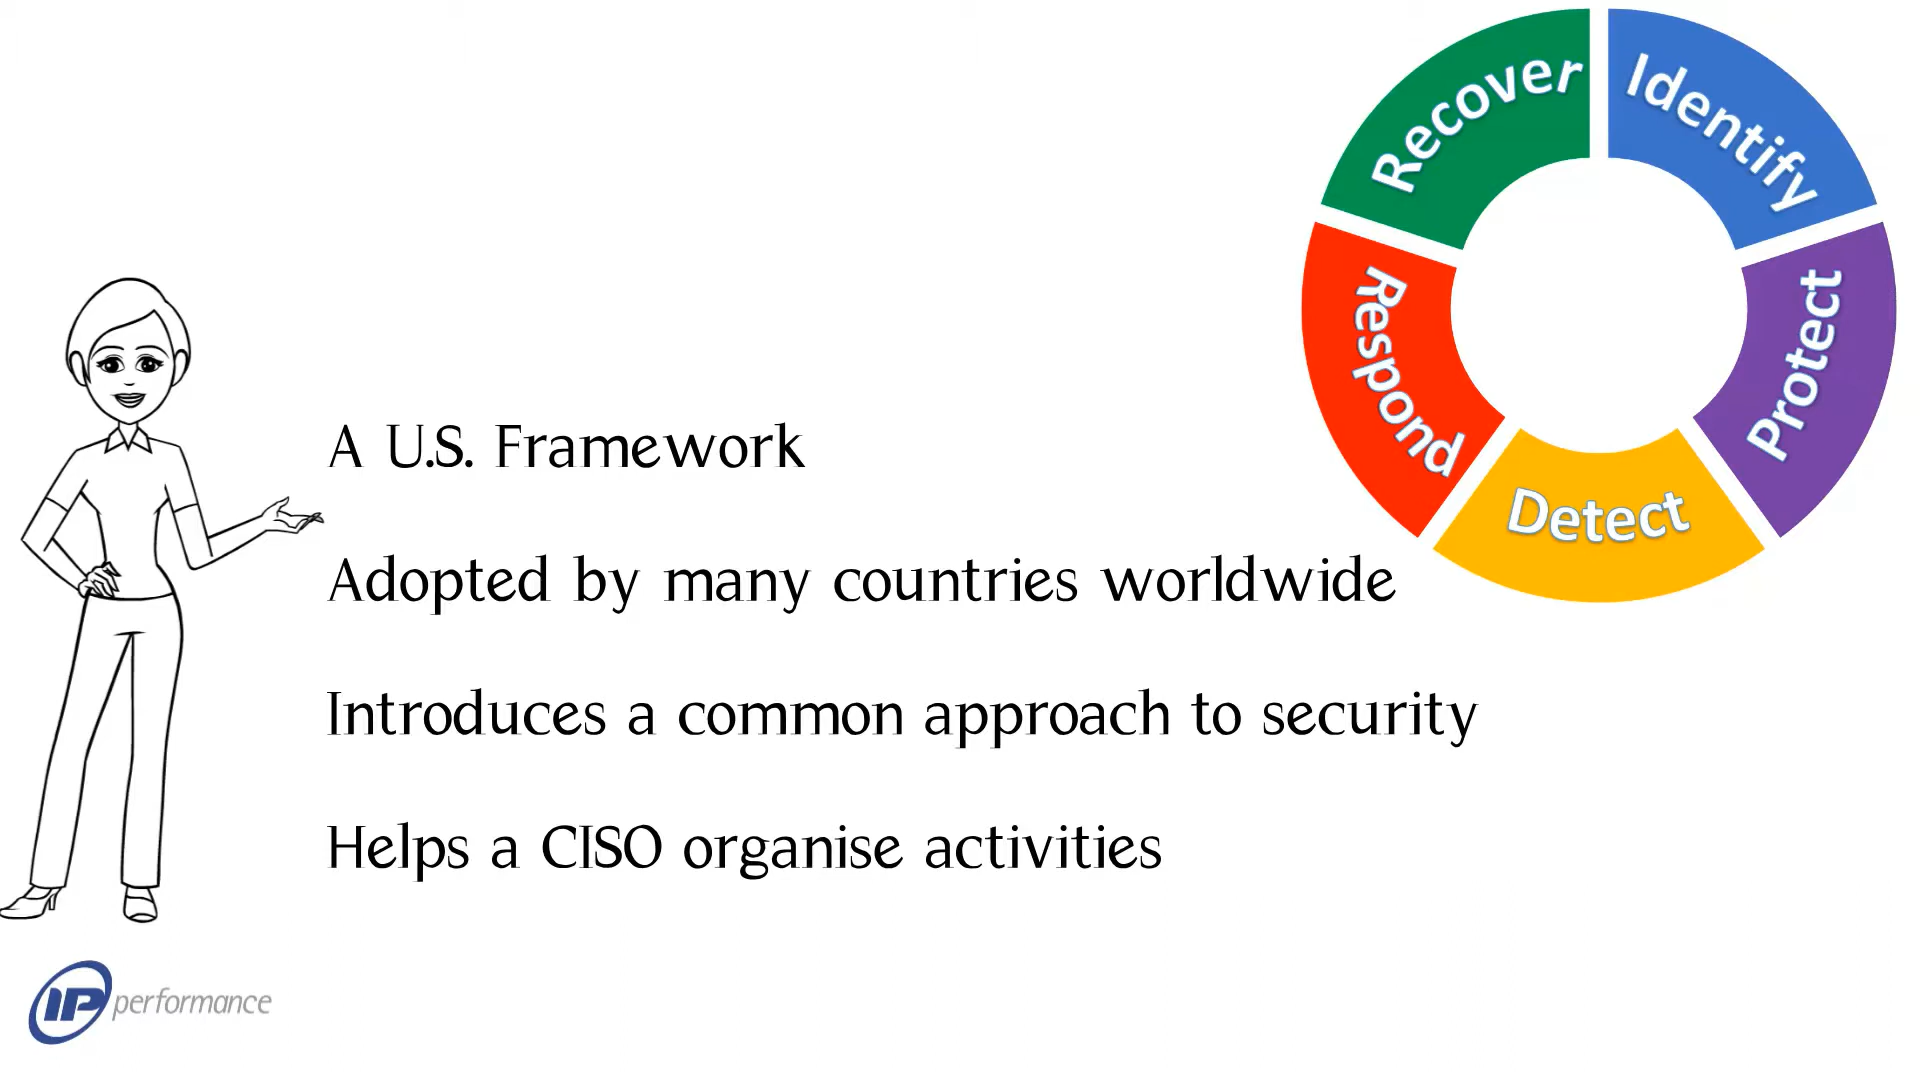 Recover
Identify
Protect
Detect
Respond
A U.S. Framework
Adopted by many countries worldwide
Introduces a common approach to security
Helps a CISO organise activities
IP performance